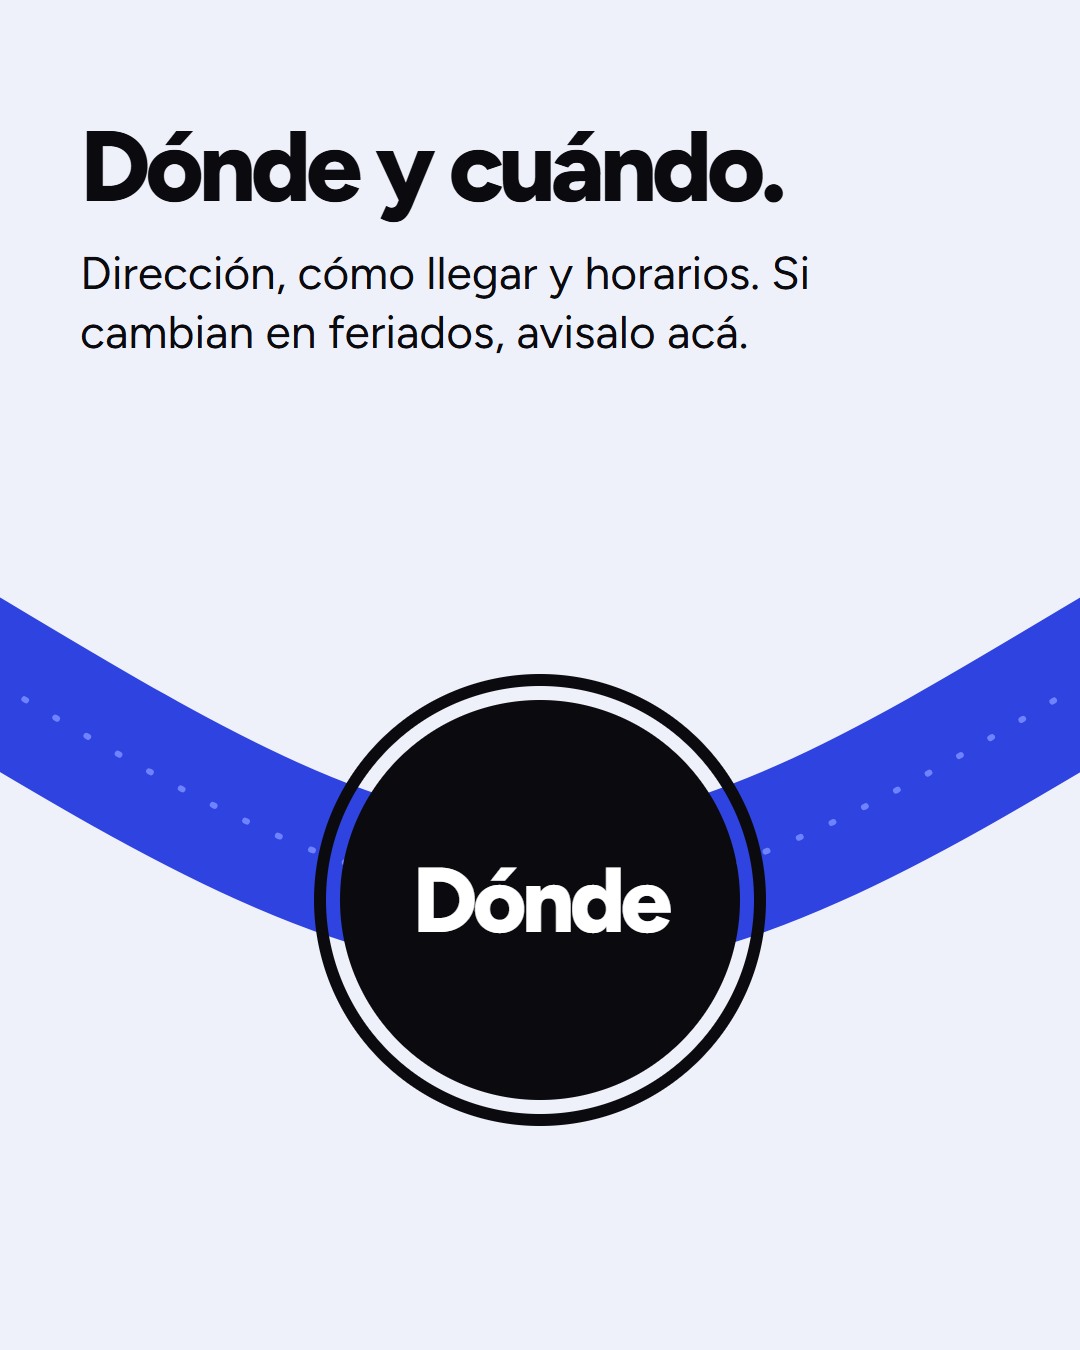 Dónde y cuándo.
Dirección, cómo llegar y horarios. Si
cambian en feriados, avisalo acá.
Dónde